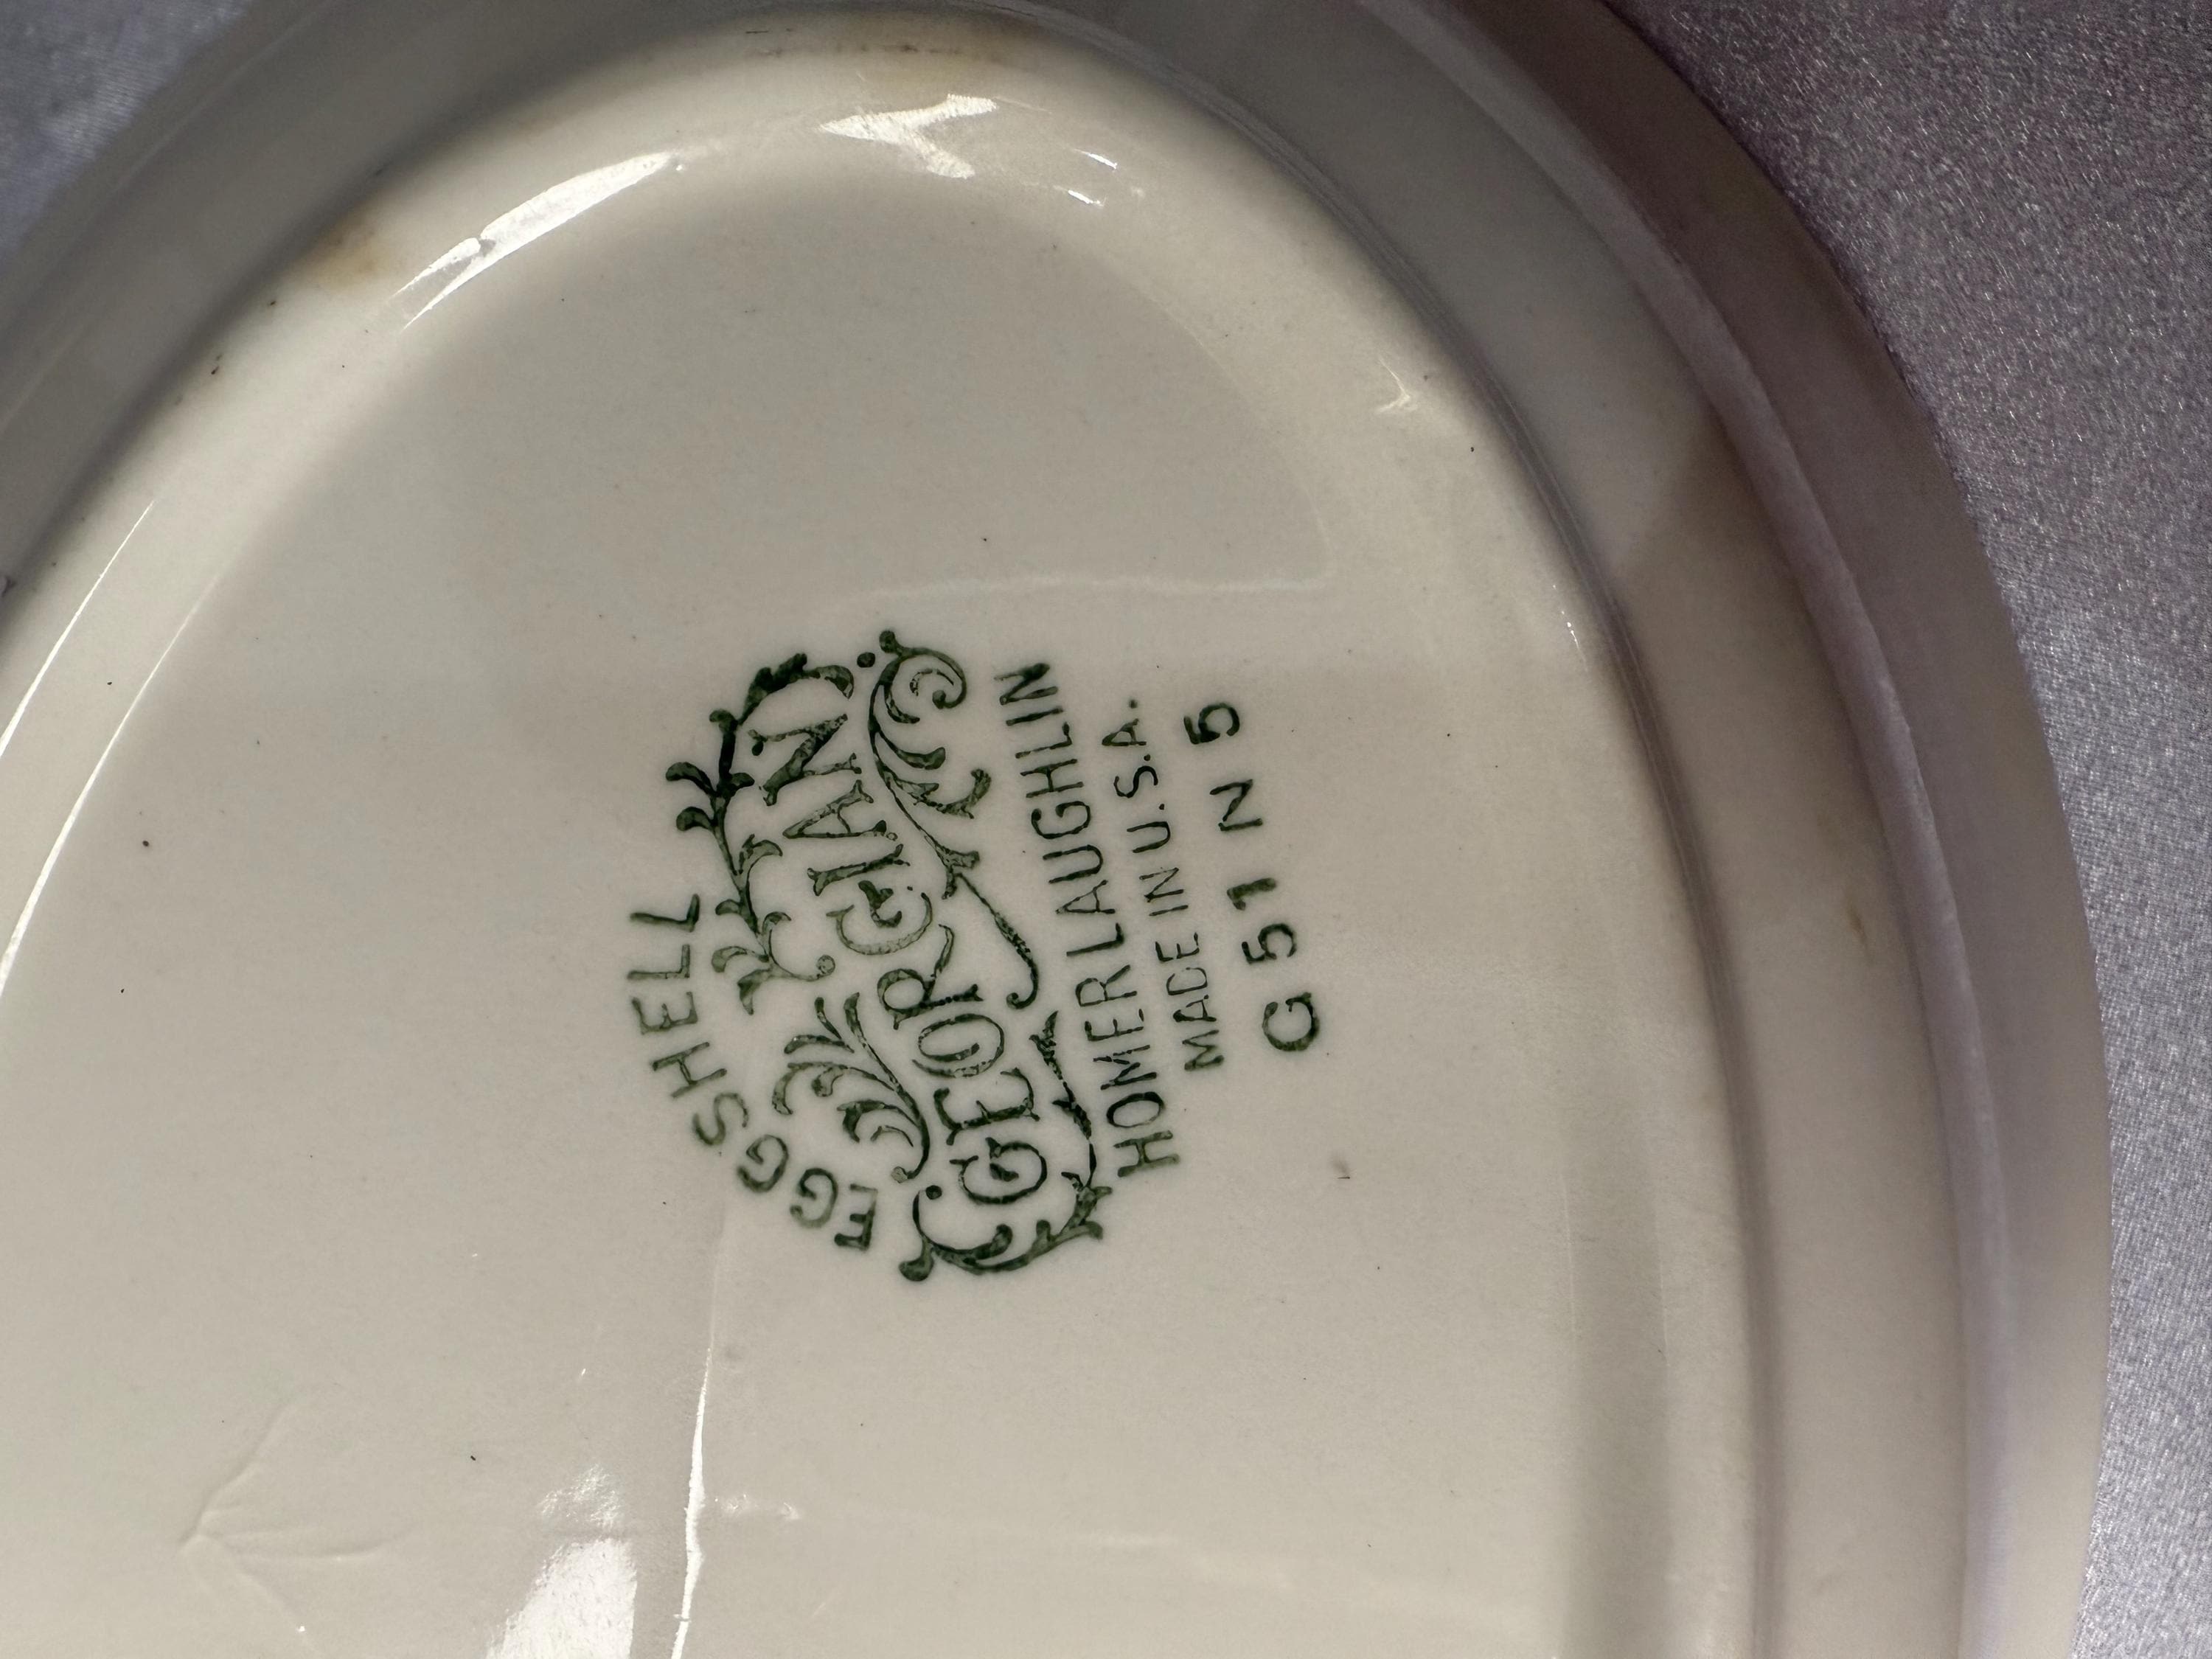 EGGSHELL
GEORGIAN
HOMER LAUGHLIN
MADE IN U.S.A.
G 51 N 5